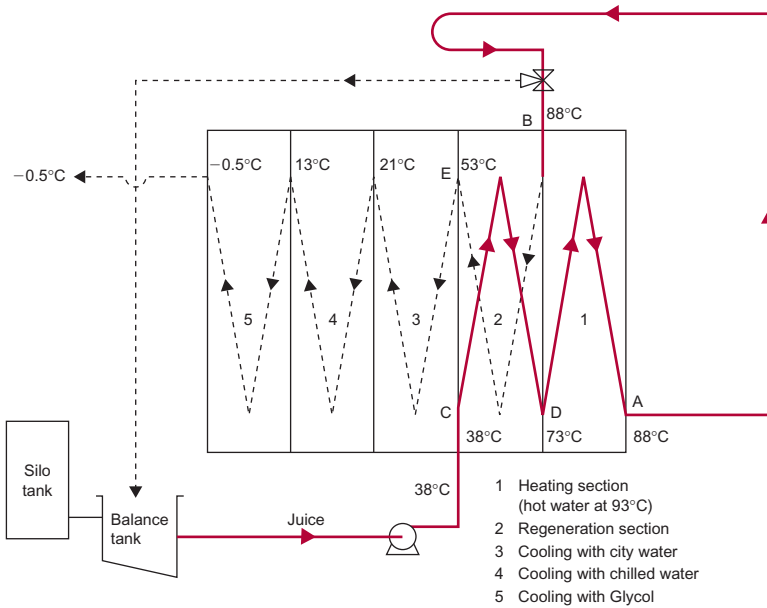 B
88°C
−0.5°C
−0.5°C
13°C
21°C
E
53°C
5
4
3
2
1
C
D
A
38°C
73°C
88°C
38°C
Silo
tank
Balance
tank
Juice
1 Heating section
(hot water at 93°C)
2 Regeneration section
3 Cooling with city water
4 Cooling with chilled water
5 Cooling with Glycol